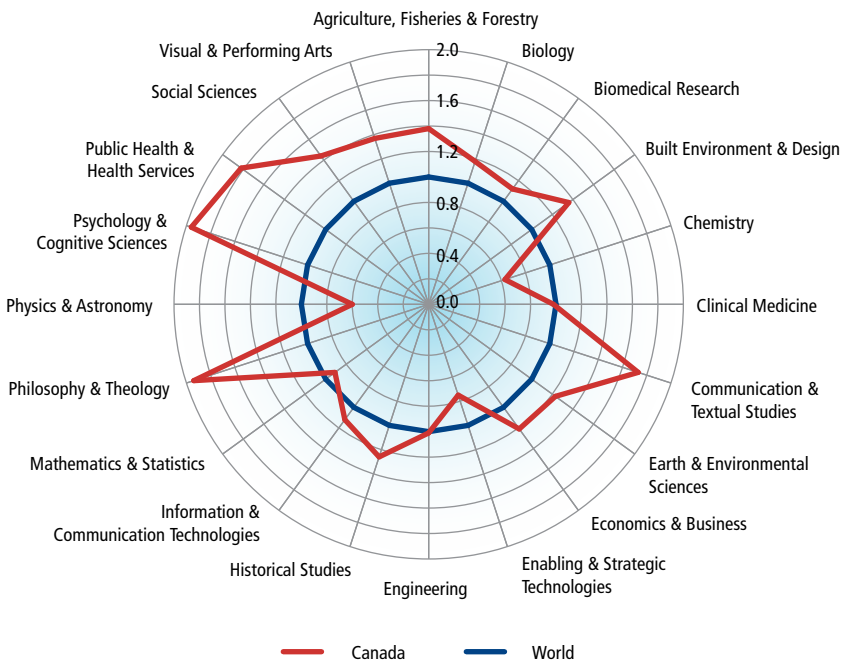 Agriculture, Fisheries & Forestry
Visual & Performing Arts
2.0
Biology
Social Sciences
1.6
Biomedical Research
Public Health &
Health Services
1.2
Built Environment & Design
Psychology &
Cognitive Sciences
0.8
Chemistry
0.4
Physics & Astronomy
0.0
Clinical Medicine
Philosophy & Theology
Communication &
Textual Studies
Mathematics & Statistics
Earth & Environmental
Sciences
Information &
Communication Technologies
Economics & Business
Historical Studies
Engineering
Enabling & Strategic
Technologies
Canada
World